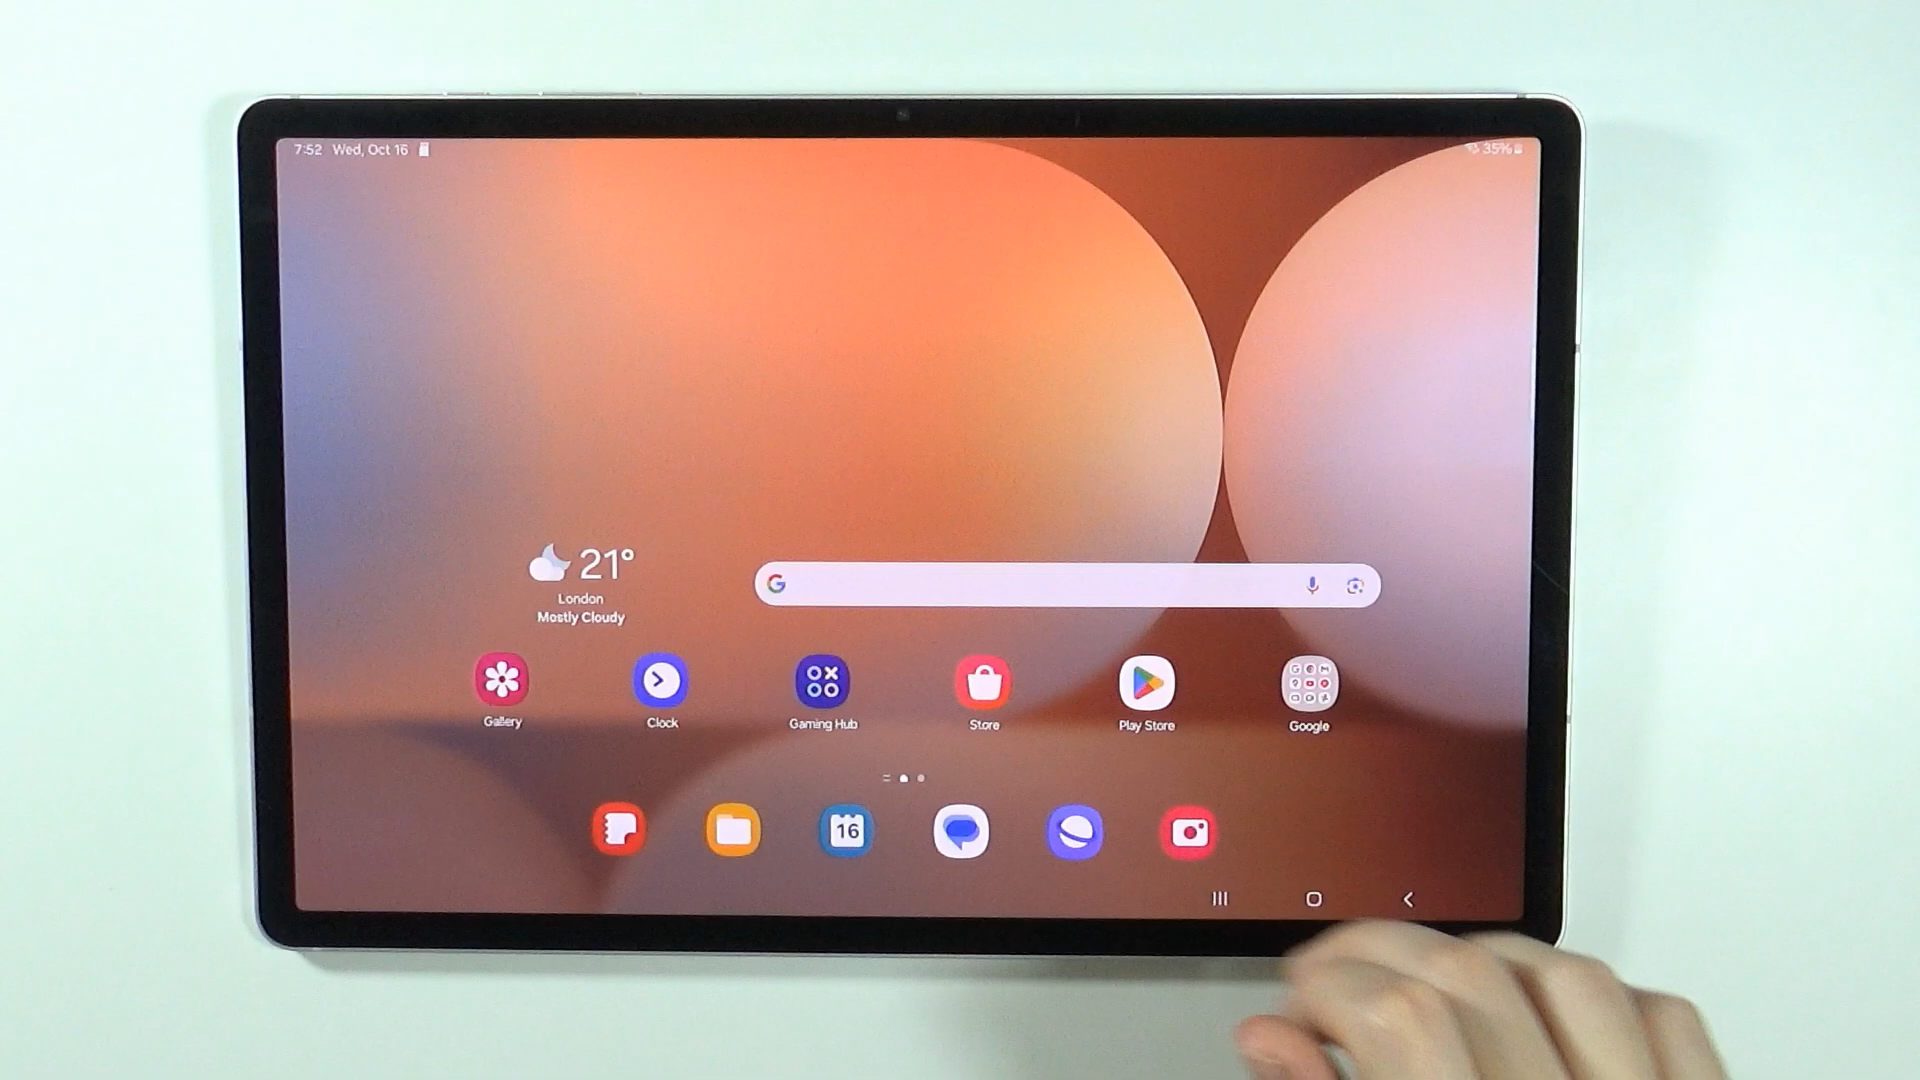 7:52 Wed, Oct 16
35%
21°
London
Mostly Cloudy
G
Gallery
Clock
Gaming Hub
Store
Play Store
Google
16